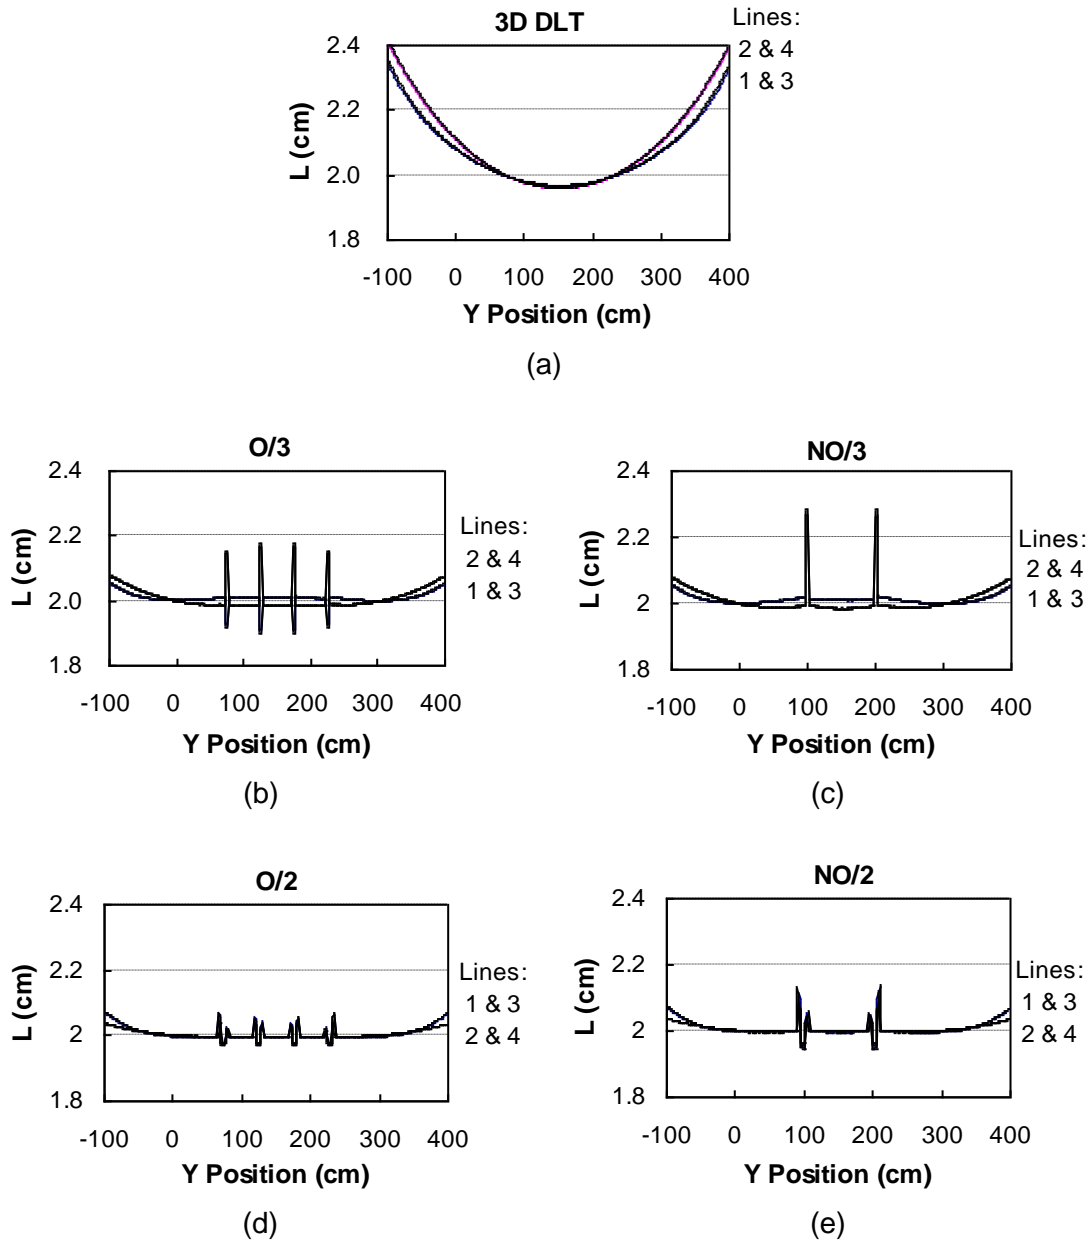 3D DLT
Lines:
2 & 4
1 & 3
2.4
2.2
2.0
1.8
L (cm)
-100 0 100 200 300 400
Y Position (cm)
(a)
O/3
2.4
2.2
2.0
1.8
L (cm)
Lines:
2 & 4
1 & 3
-100 0 100 200 300 400
Y Position (cm)
(b)
NO/3
2.4
2.2
2
1.8
L (cm)
Lines:
2 & 4
1 & 3
-100 0 100 200 300 400
Y Position (cm)
(c)
O/2
2.4
2.2
2
1.8
L (cm)
Lines:
1 & 3
2 & 4
-100 0 100 200 300 400
Y Position (cm)
(d)
NO/2
2.4
2.2
2
1.8
L (cm)
Lines:
1 & 3
2 & 4
-100 0 100 200 300 400
Y Position (cm)
(e)